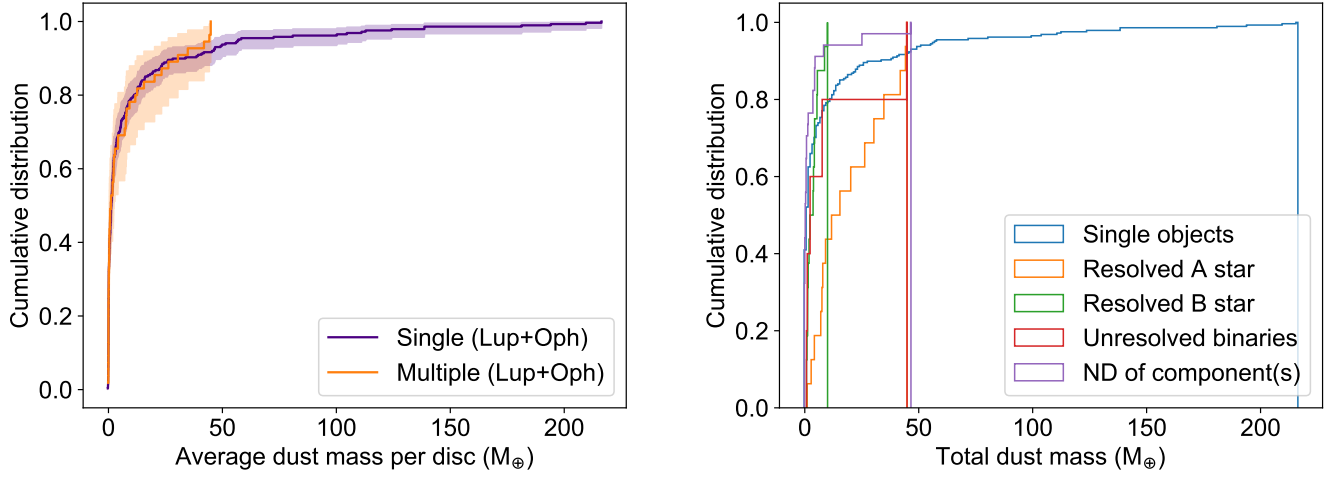 Cumulative distribution
1.0
0.8
0.6
0.4
0.2
0.0
Single (Lup+Oph)
Multiple (Lup+Oph)
0 50 100 150 200
Average dust mass per disc (M⊕)
Cumulative distribution
1.0
0.8
0.6
0.4
0.2
0.0
Single objects
Resolved A star
Resolved B star
Unresolved binaries
ND of component(s)
0 50 100 150 200
Total dust mass (M⊕)